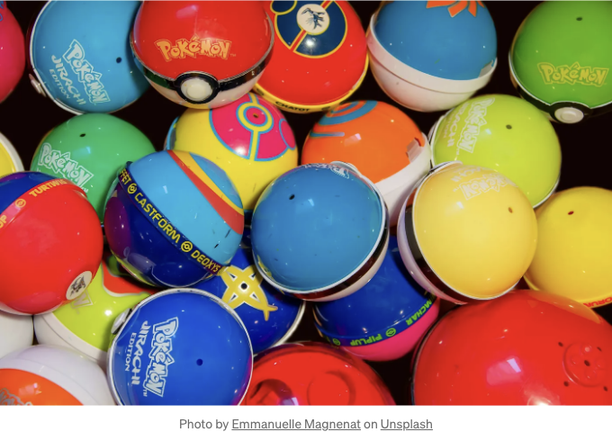 POKéMON
JIRACHI
EDITION
POKéMON
POKéMON
POKéMON
JIRACHI
POKéMON
TURTWIG
CASTFORM
DEOXYS
PIPLUP
POKéMON
JIRACHI
EDITION
Photo by Emmanuelle Magnenat on Unsplash